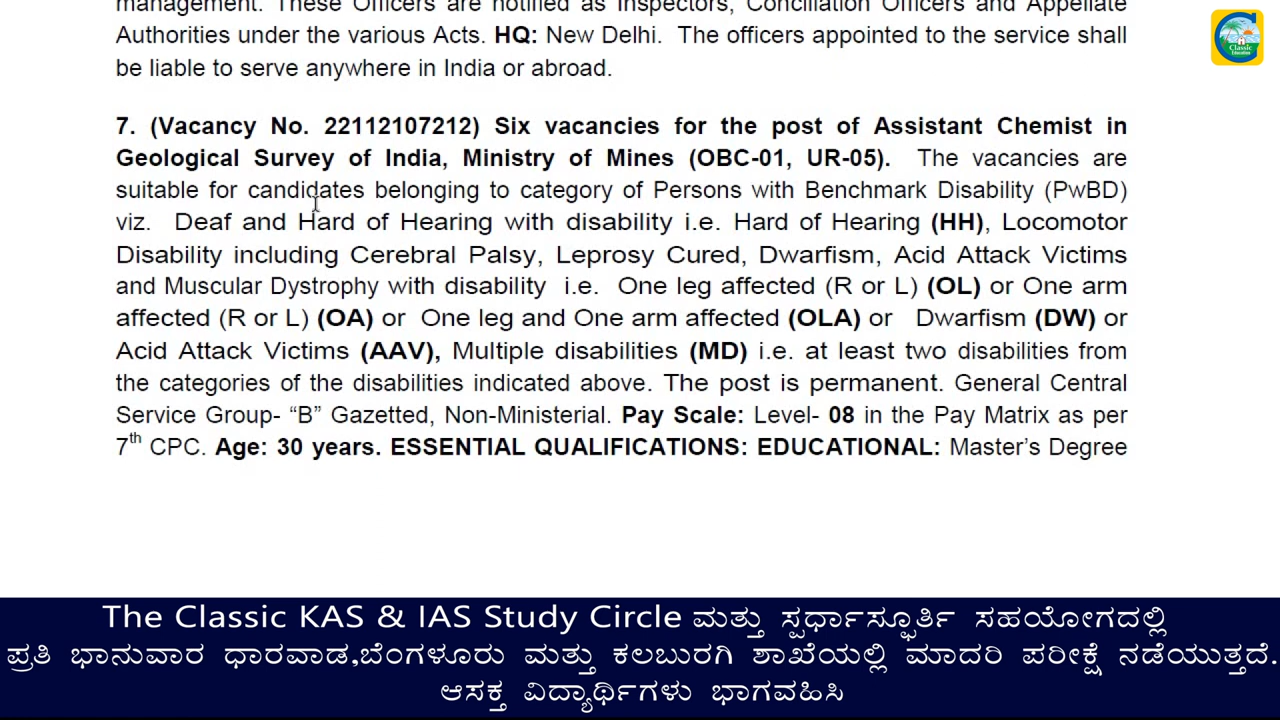 management. These Officers are notified as Inspectors, Conciliation Officers and Appellate
Authorities under the various Acts. HQ: New Delhi. The officers appointed to the service shall
be liable to serve anywhere in India or abroad.
Classic
Education
7. (Vacancy No. 22112107212) Six vacancies for the post of Assistant Chemist in
Geological Survey of India, Ministry of Mines (OBC-01, UR-05). The vacancies are
suitable for candidates belonging to category of Persons with Benchmark Disability (PwBD)
viz. Deaf and Hard of Hearing with disability i.e. Hard of Hearing (HH), Locomotor
Disability including Cerebral Palsy, Leprosy Cured, Dwarfism, Acid Attack Victims
and Muscular Dystrophy with disability i.e. One leg affected (R or L) (OL) or One arm
affected (R or L) (OA) or One leg and One arm affected (OLA) or Dwarfism (DW) or
Acid Attack Victims (AAV), Multiple disabilities (MD) i.e. at least two disabilities from
the categories of the disabilities indicated above. The post is permanent. General Central
Service Group- “B” Gazetted, Non-Ministerial. Pay Scale: Level- 08 in the Pay Matrix as per
7th CPC. Age: 30 years. ESSENTIAL QUALIFICATIONS: EDUCATIONAL: Master’s Degree
The Classic KAS & IAS Study Circle ಮತ್ತು ಸ್ಪರ್ಧಾಸ್ಫೂರ್ತಿ ಸಹಯೋಗದಲ್ಲಿ
ಪ್ರತಿ ಭಾನುವಾರ ಧಾರವಾಡ,ಬೆಂಗಳೂರು ಮತ್ತು ಕಲಬುರಗಿ ಶಾಖೆಯಲ್ಲಿ ಮಾದರಿ ಪರೀಕ್ಷೆ ನಡೆಯುತ್ತದೆ.
ಆಸಕ್ತ ವಿದ್ಯಾರ್ಥಿಗಳು ಭಾಗವಹಿಸಿ